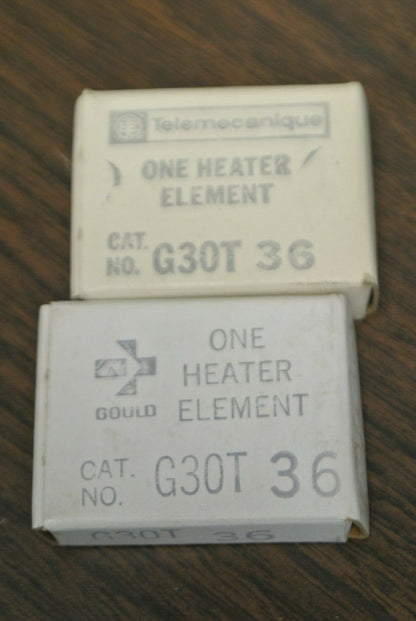 Telemecanique
ONE HEATER
ELEMENT
CAT.
NO. G30T 36
ONE
HEATER
GOULD ELEMENT
CAT.
NO. G30T 36
G30T 36